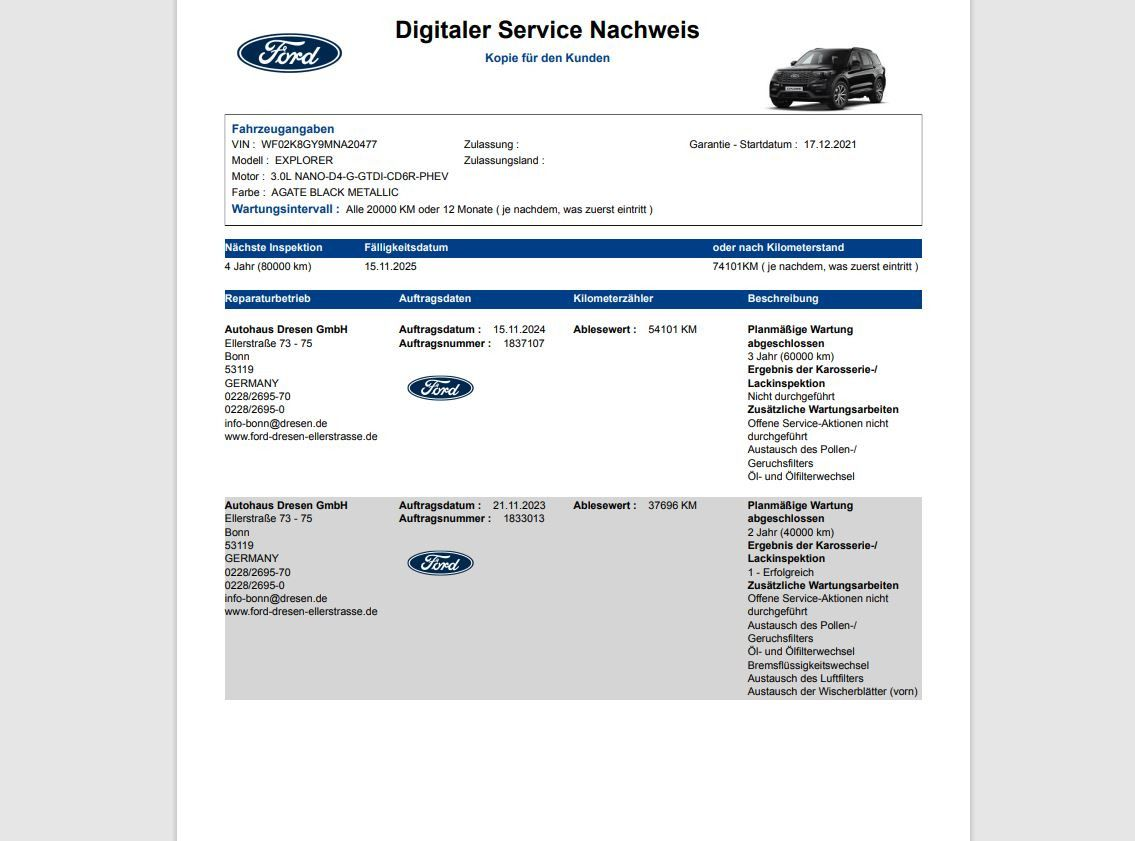 Digitaler Service Nachweis
Kopie für den Kunden
Ford
Fahrzeugangaben
VIN : WF02K8GY9MNA20477 Zulassung : Garantie - Startdatum : 17.12.2021
Modell : EXPLORER Zulassungsland :
Motor : 3.0L NANO-D4-G-GTDI-CD6R-PHEV
Farbe : AGATE BLACK METALLIC
Wartungsintervall : Alle 20000 KM oder 12 Monate ( je nachdem, was zuerst eintritt )
Nächste Inspektion Fälligkeitsdatum oder nach Kilometerstand
4 Jahr (80000 km) 15.11.2025 74101KM ( je nachdem, was zuerst eintritt )
Reparaturbetrieb Auftragsdaten Kilometerzähler Beschreibung
Autohaus Dresen GmbH Auftragsdatum : 15.11.2024 Ablesewert : 54101 KM Planmäßige Wartung
Ellerstraße 73 - 75 Auftragsnummer : 1837107 abgeschlossen
Bonn 3 Jahr (60000 km)
53119 Ergebnis der Karosserie-/
GERMANY Ford Lackinspektion
0228/2695-70 Nicht durchgeführt
0228/2695-0 Zusätzliche Wartungsarbeiten
info-bonn@dresen.de Offene Service-Aktionen nicht
www.ford-dresen-ellerstrasse.de durchgeführt
Austausch des Pollen-/
Geruchsfilters
Öl- und Ölfilterwechsel
Autohaus Dresen GmbH Auftragsdatum : 21.11.2023 Ablesewert : 37696 KM Planmäßige Wartung
Ellerstraße 73 - 75 Auftragsnummer : 1833013 abgeschlossen
Bonn 2 Jahr (40000 km)
53119 Ergebnis der Karosserie-/
GERMANY Ford Lackinspektion
0228/2695-70 1 - Erfolgreich
0228/2695-0 Zusätzliche Wartungsarbeiten
info-bonn@dresen.de Offene Service-Aktionen nicht
www.ford-dresen-ellerstrasse.de durchgeführt
Austausch des Pollen-/
Geruchsfilters
Öl- und Ölfilterwechsel
Bremsflüssigkeitswechsel
Austausch des Luftfilters
Austausch der Wischerblätter (vorn)